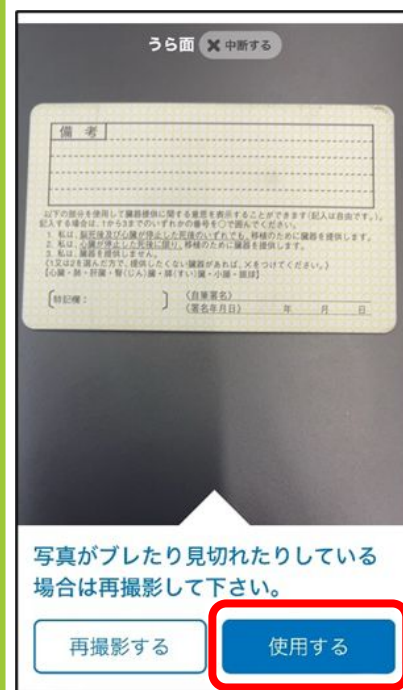 うら面 ✕ 中断する
備 考
以下の部分を使用して臓器提供に関する意思を表示することができます(記入は自由です。)。
記入する場合は、1から3までのいずれかの番号を○で囲んでください。
1. 私は、脳死後及び心臓が停止した死後のいずれでも、移植のために臓器を提供します。
2. 私は、心臓が停止した死後に限り、移植のために臓器を提供します。
3. 私は、臓器を提供しません。
《1又は2を選んだ方で、提供したくない臓器があれば、×をつけてください。》
【心臓・肺・肝臓・腎(じん)臓・膵(すい)臓・小腸・眼球】
〔特記欄: 〕
《自筆署名》
《署名年月日》 年 月 日
写真がブレたり見切れたりしている
場合は再撮影して下さい。
再撮影する
使用する